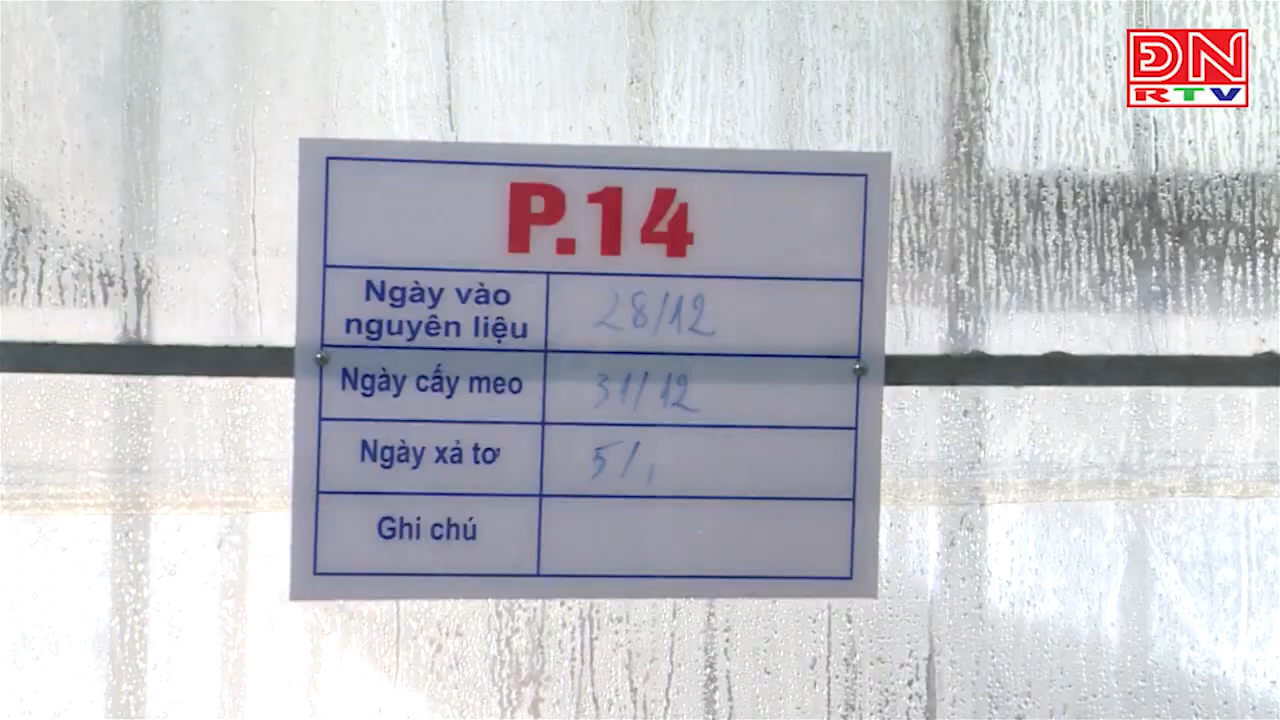 ĐN
RTV
P.14
Ngày vào
nguyên liệu
28/12
Ngày cấy meo
31/12
Ngày xả tơ
5/1
Ghi chú